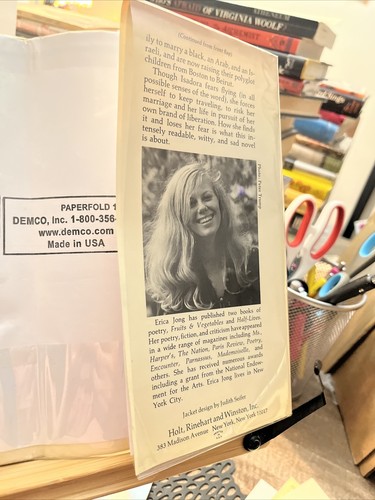 AFRAID OF VIRGINIA WOOLF
ATHENEUM
(Continued from front flap)
ily to marry a black, an Arab, and an Is-
raeli, and are now raising their polyglot
children from Boston to Beirut.
Though Isadora fears flying (in all
possible senses of the word), she forces
herself to keep traveling, to risk her
marriage and her life in pursuit of her
own brand of liberation. How she finds
it and loses her fear is what this in-
tensely readable, witty, and sad novel
is about.
PAPERFOLD
DEMCO, Inc. 1-800-356-
www.demco.com
Made in USA
Erica Jong has published two books of
poetry, Fruits & Vegetables and Half-Lives.
Her poetry, fiction, and criticism have appeared
in a wide range of magazines including Ms.,
Harper's, The Nation, Paris Review, Poetry,
Encounter, Parnassus, Mademoiselle, and
others. She has received numerous awards
including a grant from the National Endow-
ment for the Arts. Erica Jong lives in New
York City.
Jacket design by Judith Seifer
Holt, Rinehart and Winston, Inc.
383 Madison Avenue New York, New York 10017